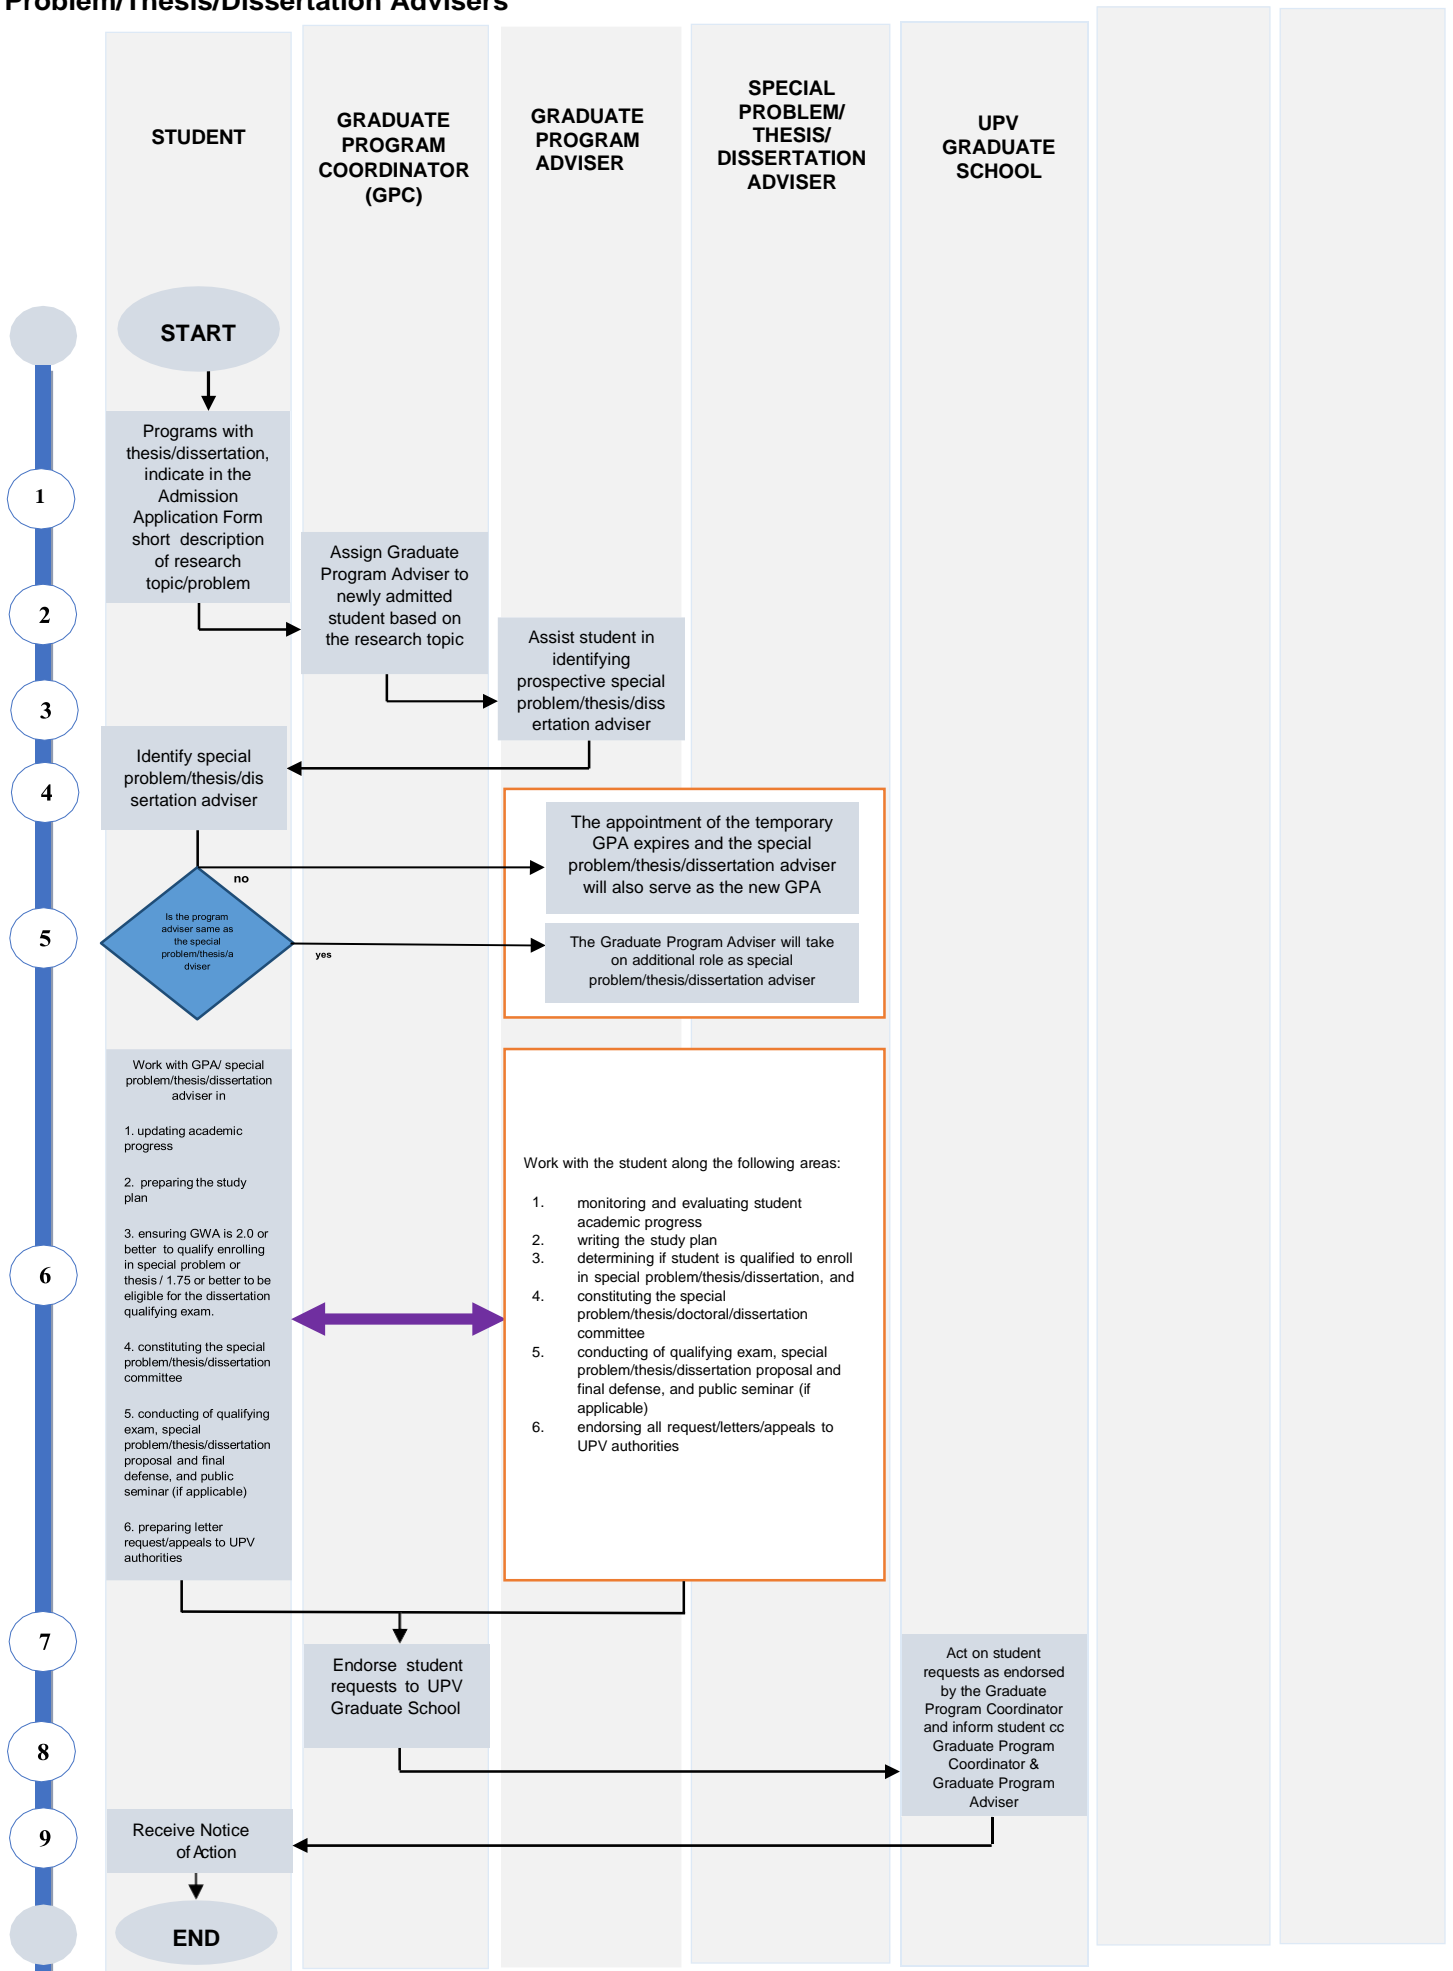 Problem/Thesis/Dissertation Advisers
STUDENT
GRADUATE
PROGRAM
COORDINATOR
(GPC)
GRADUATE
PROGRAM
ADVISER
SPECIAL
PROBLEM/
THESIS/
DISSERTATION
ADVISER
UPV
GRADUATE
SCHOOL
START
1
Programs with
thesis/dissertation,
indicate in the
Admission
Application Form
short description
of research
topic/problem
2
Assign Graduate
Program Adviser to
newly admitted
student based on
the research topic
3
Assist student in
identifying
prospective special
problem/thesis/diss
ertation adviser
4
Identify special
problem/thesis/dis
sertation adviser
The appointment of the temporary
GPA expires and the special
problem/thesis/dissertation adviser
will also serve as the new GPA
no
5
Is the program
adviser same as
the special
problem/thesis/a
dviser
yes
The Graduate Program Adviser will take
on additional role as special
problem/thesis/dissertation adviser
6
Work with GPA/ special
problem/thesis/dissertation
adviser in
1. updating academic
progress
2. preparing the study
plan
3. ensuring GWA is 2.0 or
better to qualify enrolling
in special problem or
thesis / 1.75 or better to be
eligible for the dissertation
qualifying exam.
4. constituting the special
problem/thesis/dissertation
committee
5. conducting of qualifying
exam, special
problem/thesis/dissertation
proposal and final
defense, and public
seminar (if applicable)
6. preparing letter
request/appeals to UPV
authorities
Work with the student along the following areas:
1. monitoring and evaluating student
academic progress
2. writing the study plan
3. determining if student is qualified to enroll
in special problem/thesis/dissertation, and
4. constituting the special
problem/thesis/doctoral/dissertation
committee
5. conducting of qualifying exam, special
problem/thesis/dissertation proposal and
final defense, and public seminar (if
applicable)
6. endorsing all request/letters/appeals to
UPV authorities
7
Endorse student
requests to UPV
Graduate School
8
Act on student
requests as endorsed
by the Graduate
Program Coordinator
and inform student cc
Graduate Program
Coordinator &
Graduate Program
Adviser
9
Receive Notice
of Action
END